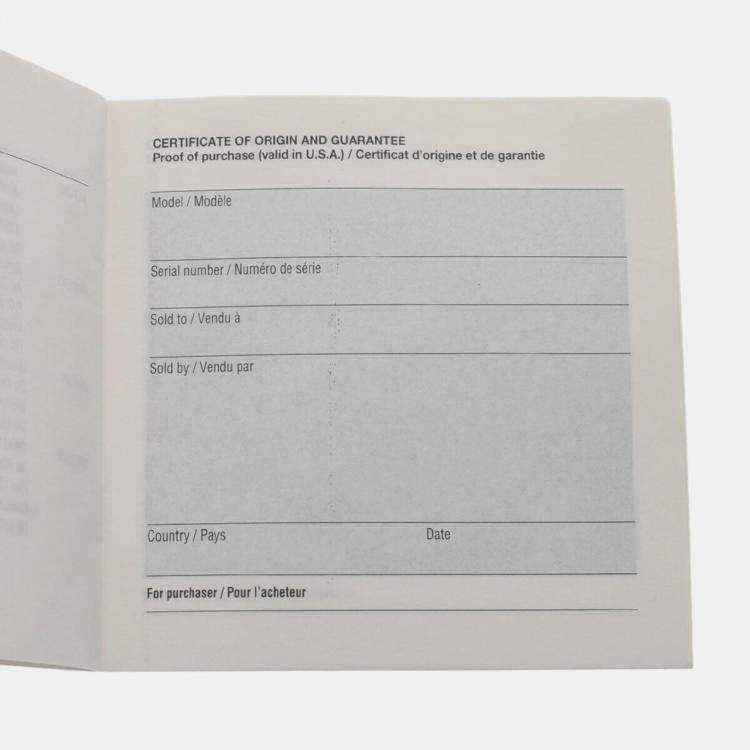 CERTIFICATE OF ORIGIN AND GUARANTEE
Proof of purchase (valid in U.S.A.) / Certificat d'origine et de garantie
Model / Modèle
Serial number / Numéro de série
Sold to / Vendu à
Sold by / Vendu par
Country / Pays Date
For purchaser / Pour l'acheteur